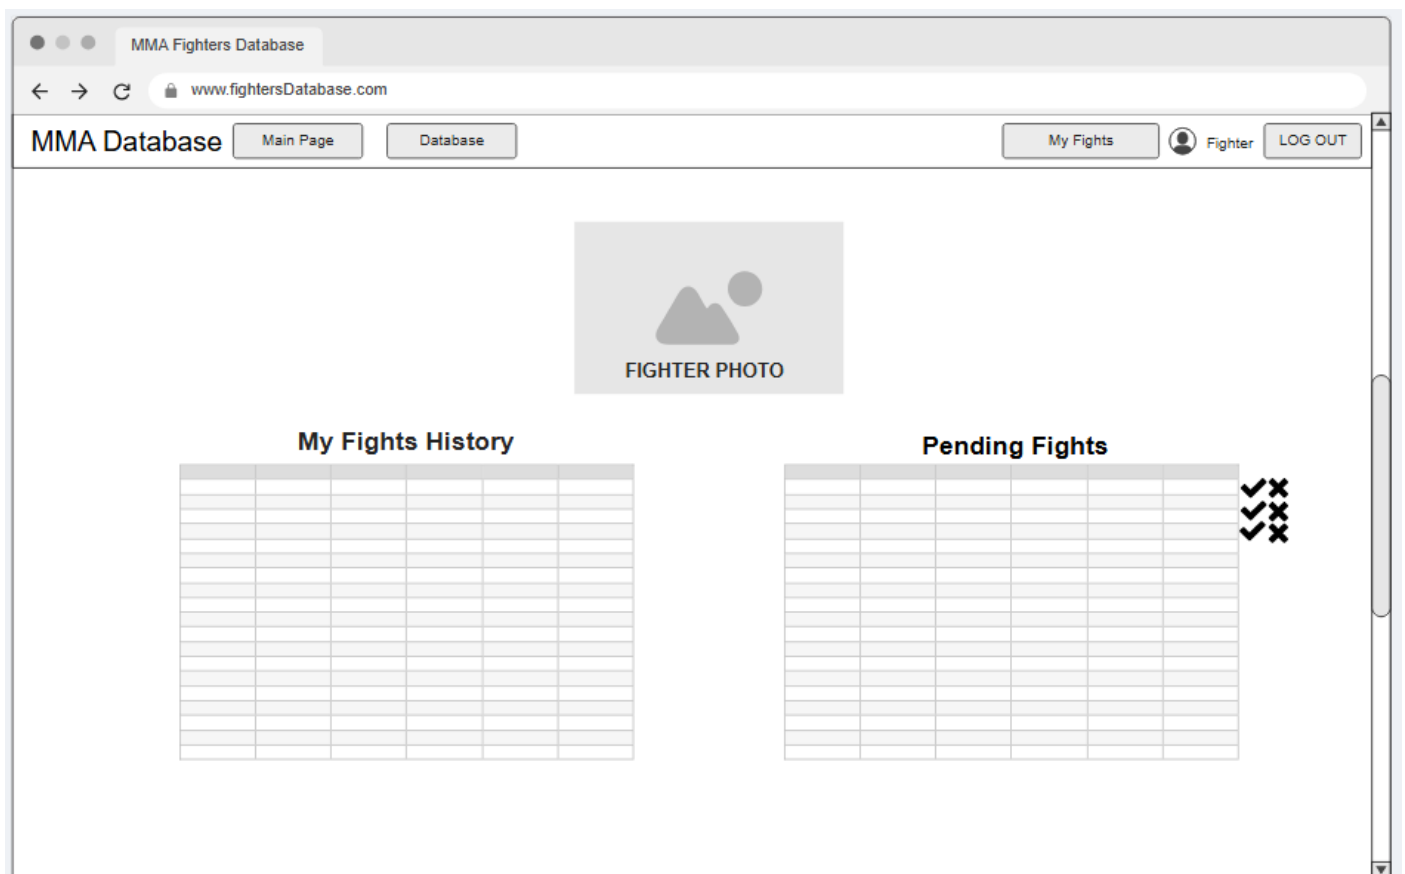 MMA Fighters Database
www.fightersDatabase.com
MMA Database Main Page Database My Fights Fighter LOG OUT
FIGHTER PHOTO
My Fights History
Pending Fights